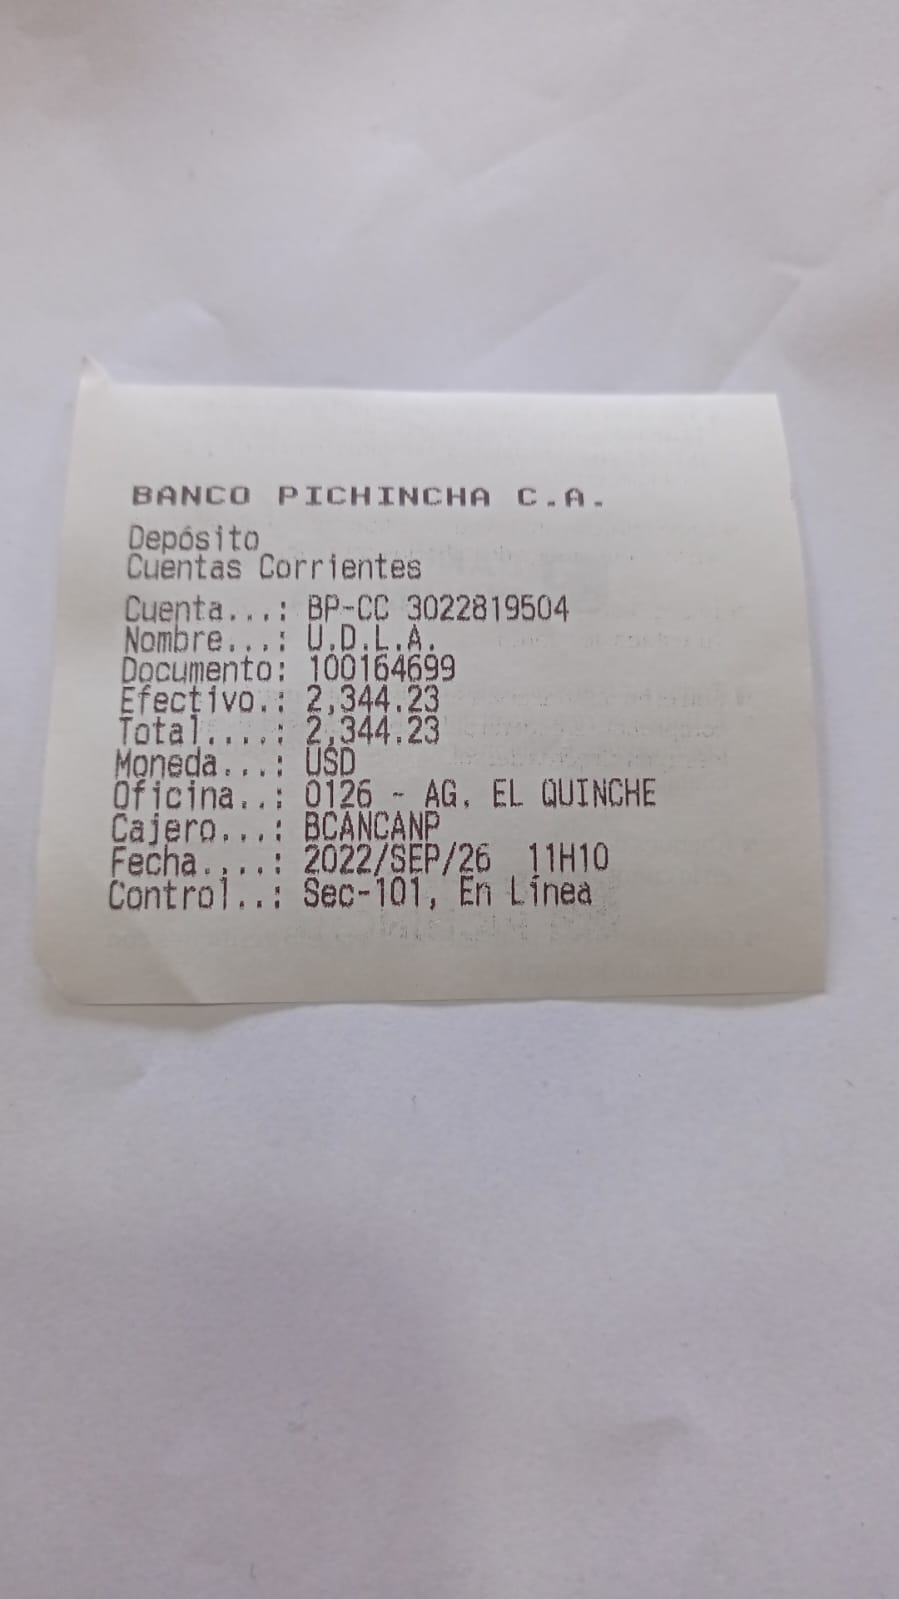 BANCO PICHINCHA C.A.
Depósito
Cuentas Corrientes
Cuenta...: BP-CC 3022819504
Nombre...: U.D.L.A.
Documento: 100164699
Efectivo.: 2,344.23
Total....: 2,344.23
Moneda...: USD
Oficina..: 0126 - AG. EL QUINCHE
Cajero...: BCANCANP
Fecha....: 2022/SEP/26  11H10
Control..: Sec-101, En Línea